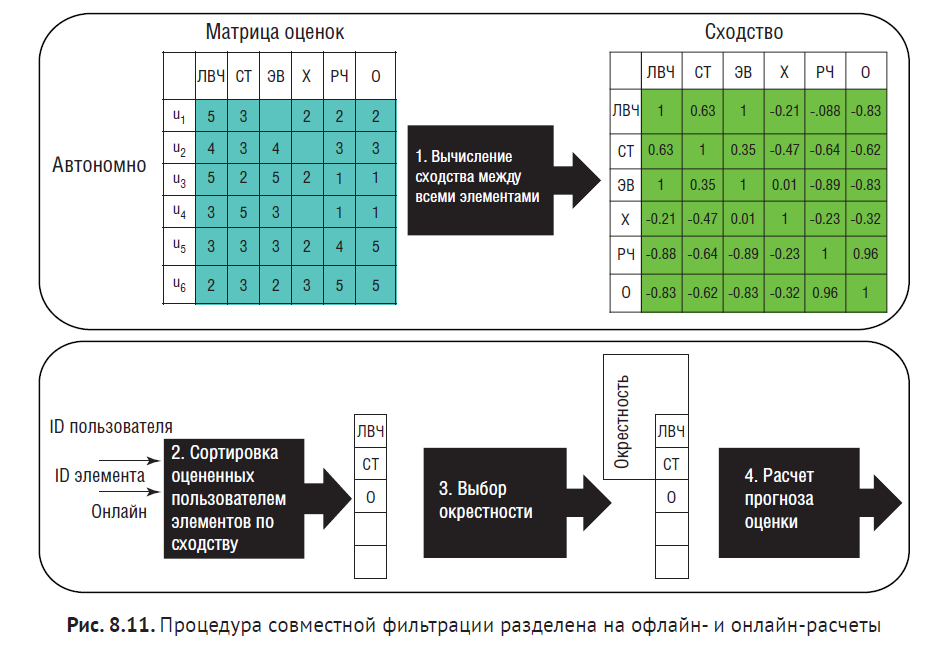 Матрица оценок
ЛВЧ СТ ЭВ Х РЧ О
u1 5 3 2 2 2
u2 4 3 4 3 3
u3 5 2 5 2 1 1
u4 3 5 3 1 1
u5 3 3 3 2 4 5
u6 2 3 2 3 5 5
Автономно
1. Вычисление
сходства между
всеми элементами
Сходство
ЛВЧ СТ ЭВ Х РЧ О
ЛВЧ 1 0.63 1 -0.21 -.088 -0.83
СТ 0.63 1 0.35 -0.47 -0.64 -0.62
ЭВ 1 0.35 1 0.01 -0.89 -0.83
Х -0.21 -0.47 0.01 1 -0.23 -0.32
РЧ -0.88 -0.64 -0.89 -0.23 1 0.96
О -0.83 -0.62 -0.83 -0.32 0.96 1
ID пользователя
ID элемента
Онлайн
2. Сортировка
оцененных
пользователем
элементов по
сходству
ЛВЧ
СТ
О
3. Выбор
окрестности
Окрестность
ЛВЧ
СТ
О
4. Расчет
прогноза
оценки
Рис. 8.11. Процедура совместной фильтрации разделена на офлайн- и онлайн-расчеты